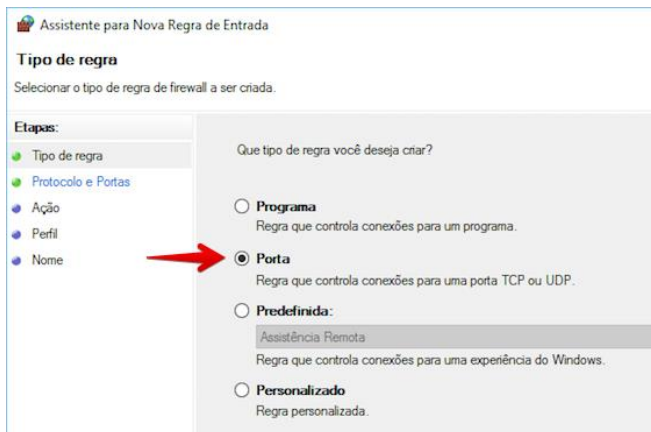 Assistente para Nova Regra de Entrada
Tipo de regra
Selecionar o tipo de regra de firewall a ser criada.
Etapas:
Tipo de regra
Protocolo e Portas
Ação
Perfil
Nome
Que tipo de regra você deseja criar?
Programa
Regra que controla conexões para um programa.
Porta
Regra que controla conexões para uma porta TCP ou UDP.
Predefinida:
Assistência Remota
Regra que controla conexões para uma experiência do Windows.
Personalizado
Regra personalizada.